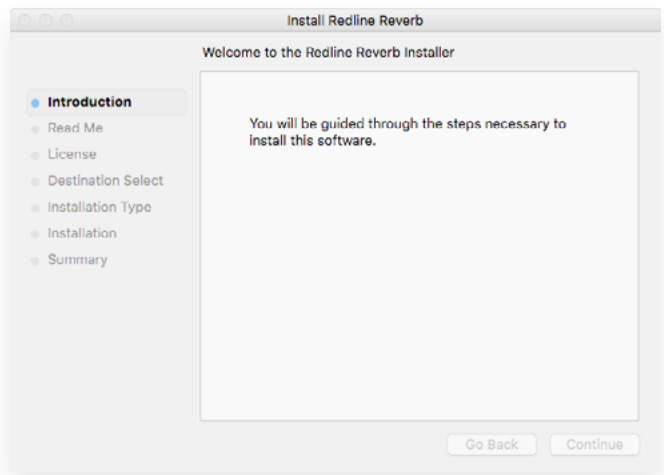 Install Redline Reverb
Welcome to the Redline Reverb Installer
Introduction
Read Me
License
Destination Select
Installation Type
Installation
Summary
You will be guided through the steps necessary to
install this software.
Go Back
Continue